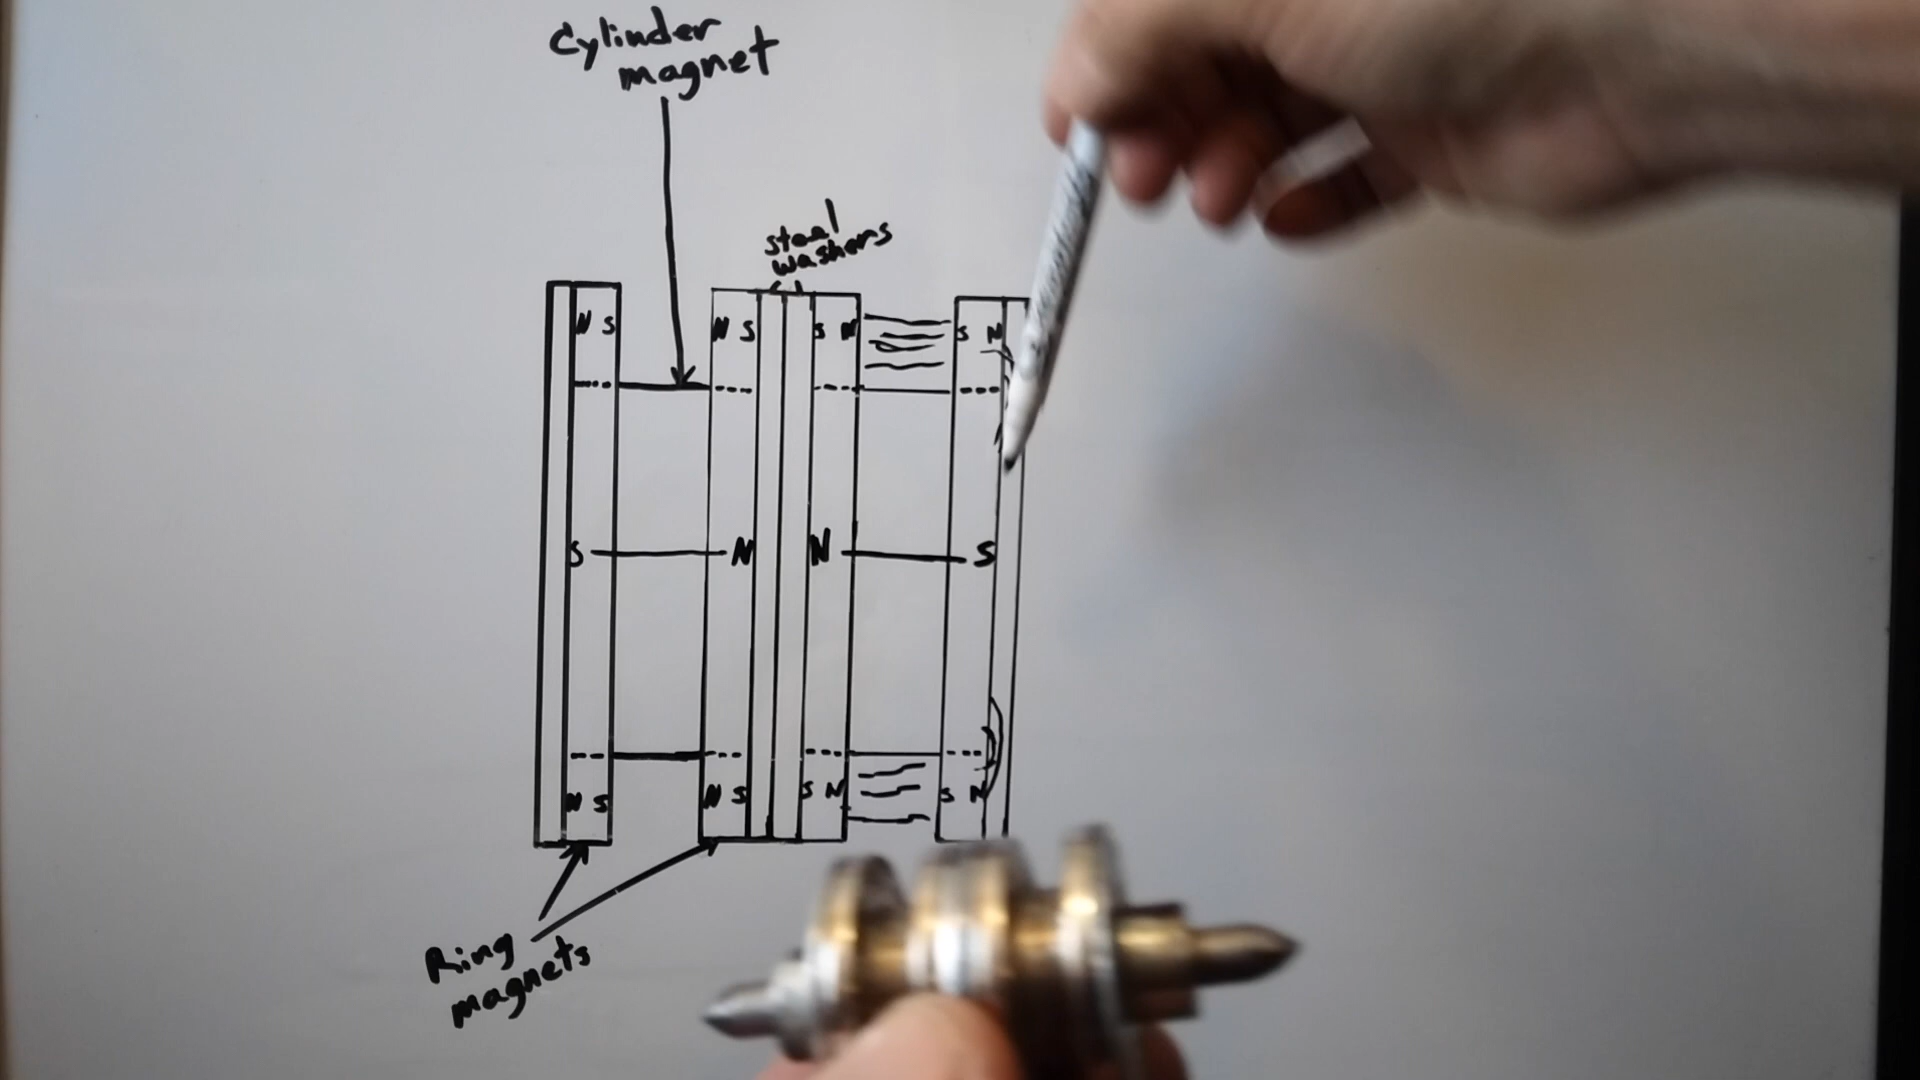 Cylinder
magnet
steel
washers
N S N S S N S N
S N N S
N S N S S N S N
Ring
magnets